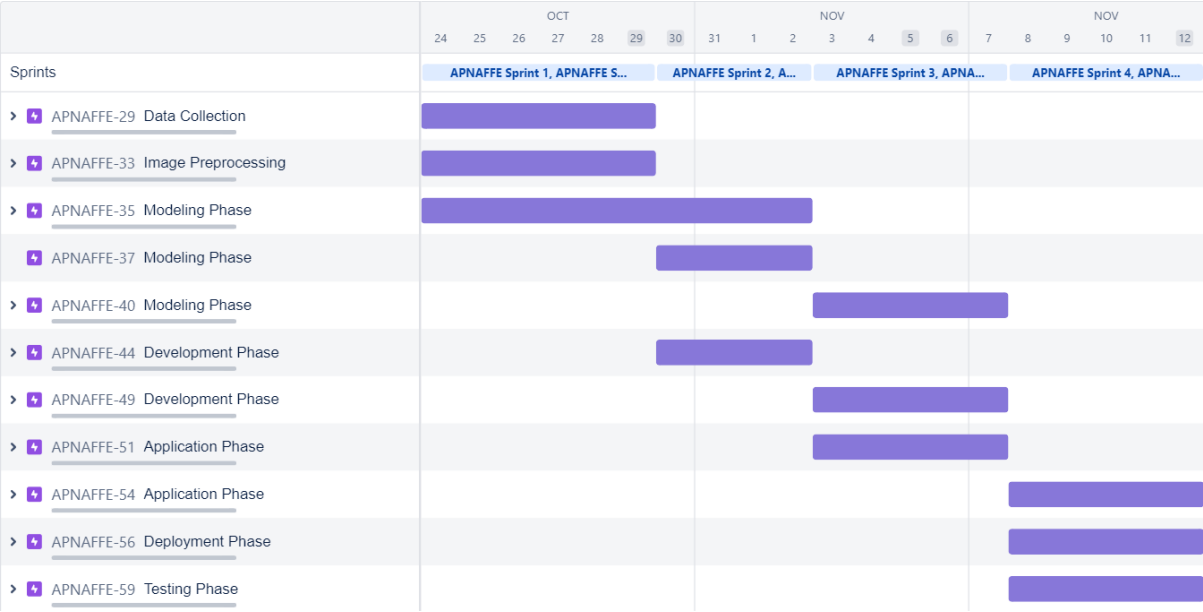 OCT NOV NOV
24 25 26 27 28 29 30 31 1 2 3 4 5 6 7 8 9 10 11 12
Sprints APNAFFE Sprint 1, APNAFFE S... APNAFFE Sprint 2, A... APNAFFE Sprint 3, APNA... APNAFFE Sprint 4, APNA...
APNAFFE-29 Data Collection
APNAFFE-33 Image Preprocessing
APNAFFE-35 Modeling Phase
APNAFFE-37 Modeling Phase
APNAFFE-40 Modeling Phase
APNAFFE-44 Development Phase
APNAFFE-49 Development Phase
APNAFFE-51 Application Phase
APNAFFE-54 Application Phase
APNAFFE-56 Deployment Phase
APNAFFE-59 Testing Phase